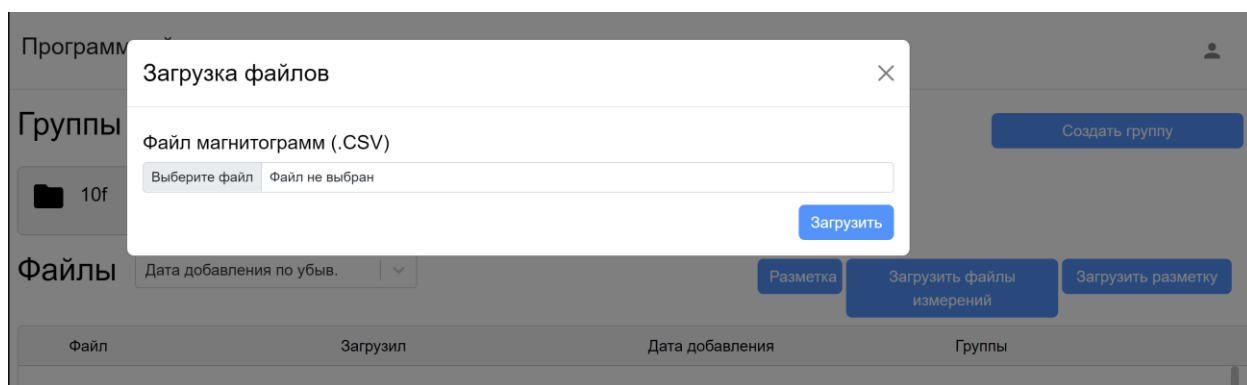 Загрузка файлов
Группы
Создать группу
Файл магнитограмм (.CSV)
Выберите файл Файл не выбран
10f
Загрузить
Файлы
Дата добавления по убыв.
Разметка
Загрузить файлы
измерений
Загрузить разметку
Файл Загрузил Дата добавления Группы